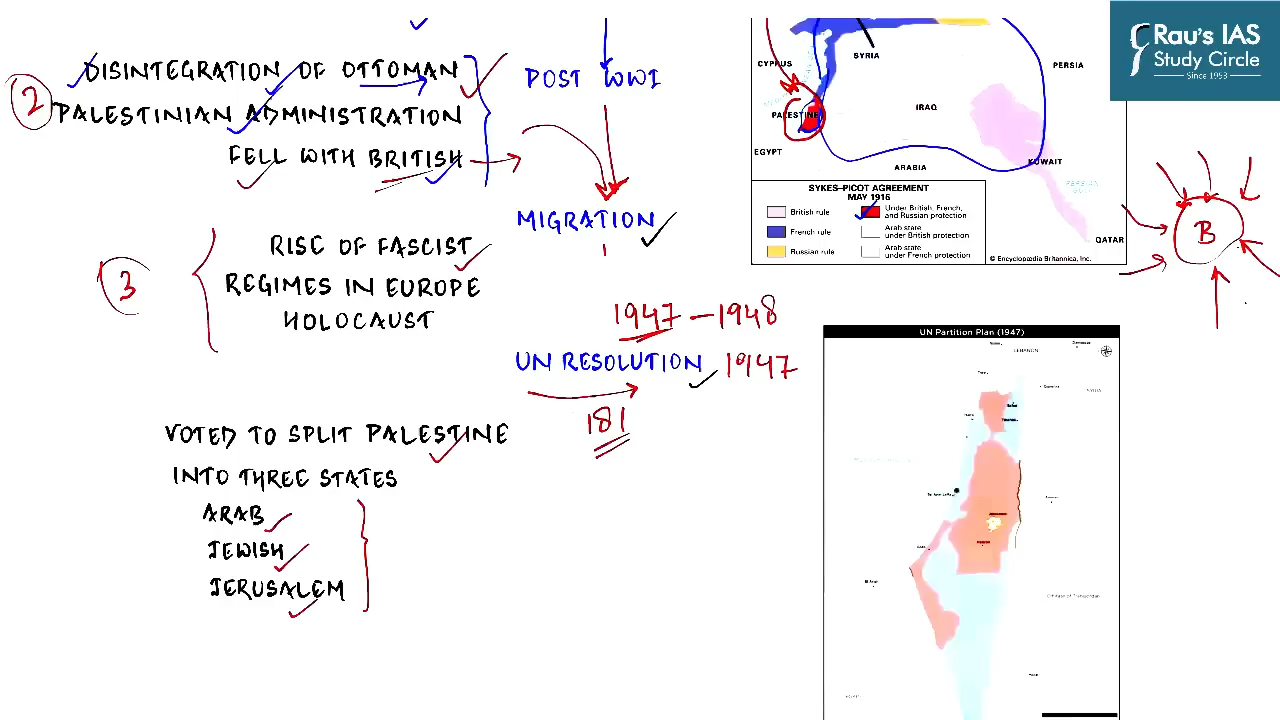 Rau's IAS
Study Circle
Since 1953
2
DISINTEGRATION OF OTTOMAN
PALESTINIAN ADMINISTRATION
FELL WITH BRITISH
POST WWI
MIGRATION
3
RISE OF FASCIST
REGIMES IN EUROPE
HOLOCAUST
1947 – 1948
UN RESOLUTION 1947
181
VOTED TO SPLIT PALESTINE
INTO THREE STATES
ARAB
JEWISH
JERUSALEM
CYPRUS
SYRIA
PERSIA
PALESTINE
IRAQ
EGYPT
ARABIA
KUWAIT
PERSIAN
GULF
QATAR
SYKES–PICOT AGREEMENT
MAY 1916
British rule
French rule
Russian rule
Under British, French,
and Russian protection
Arab state
under British protection
Arab state
under French protection
© Encyclopædia Britannica, Inc.
B
UN Partition Plan (1947)
LEBANON